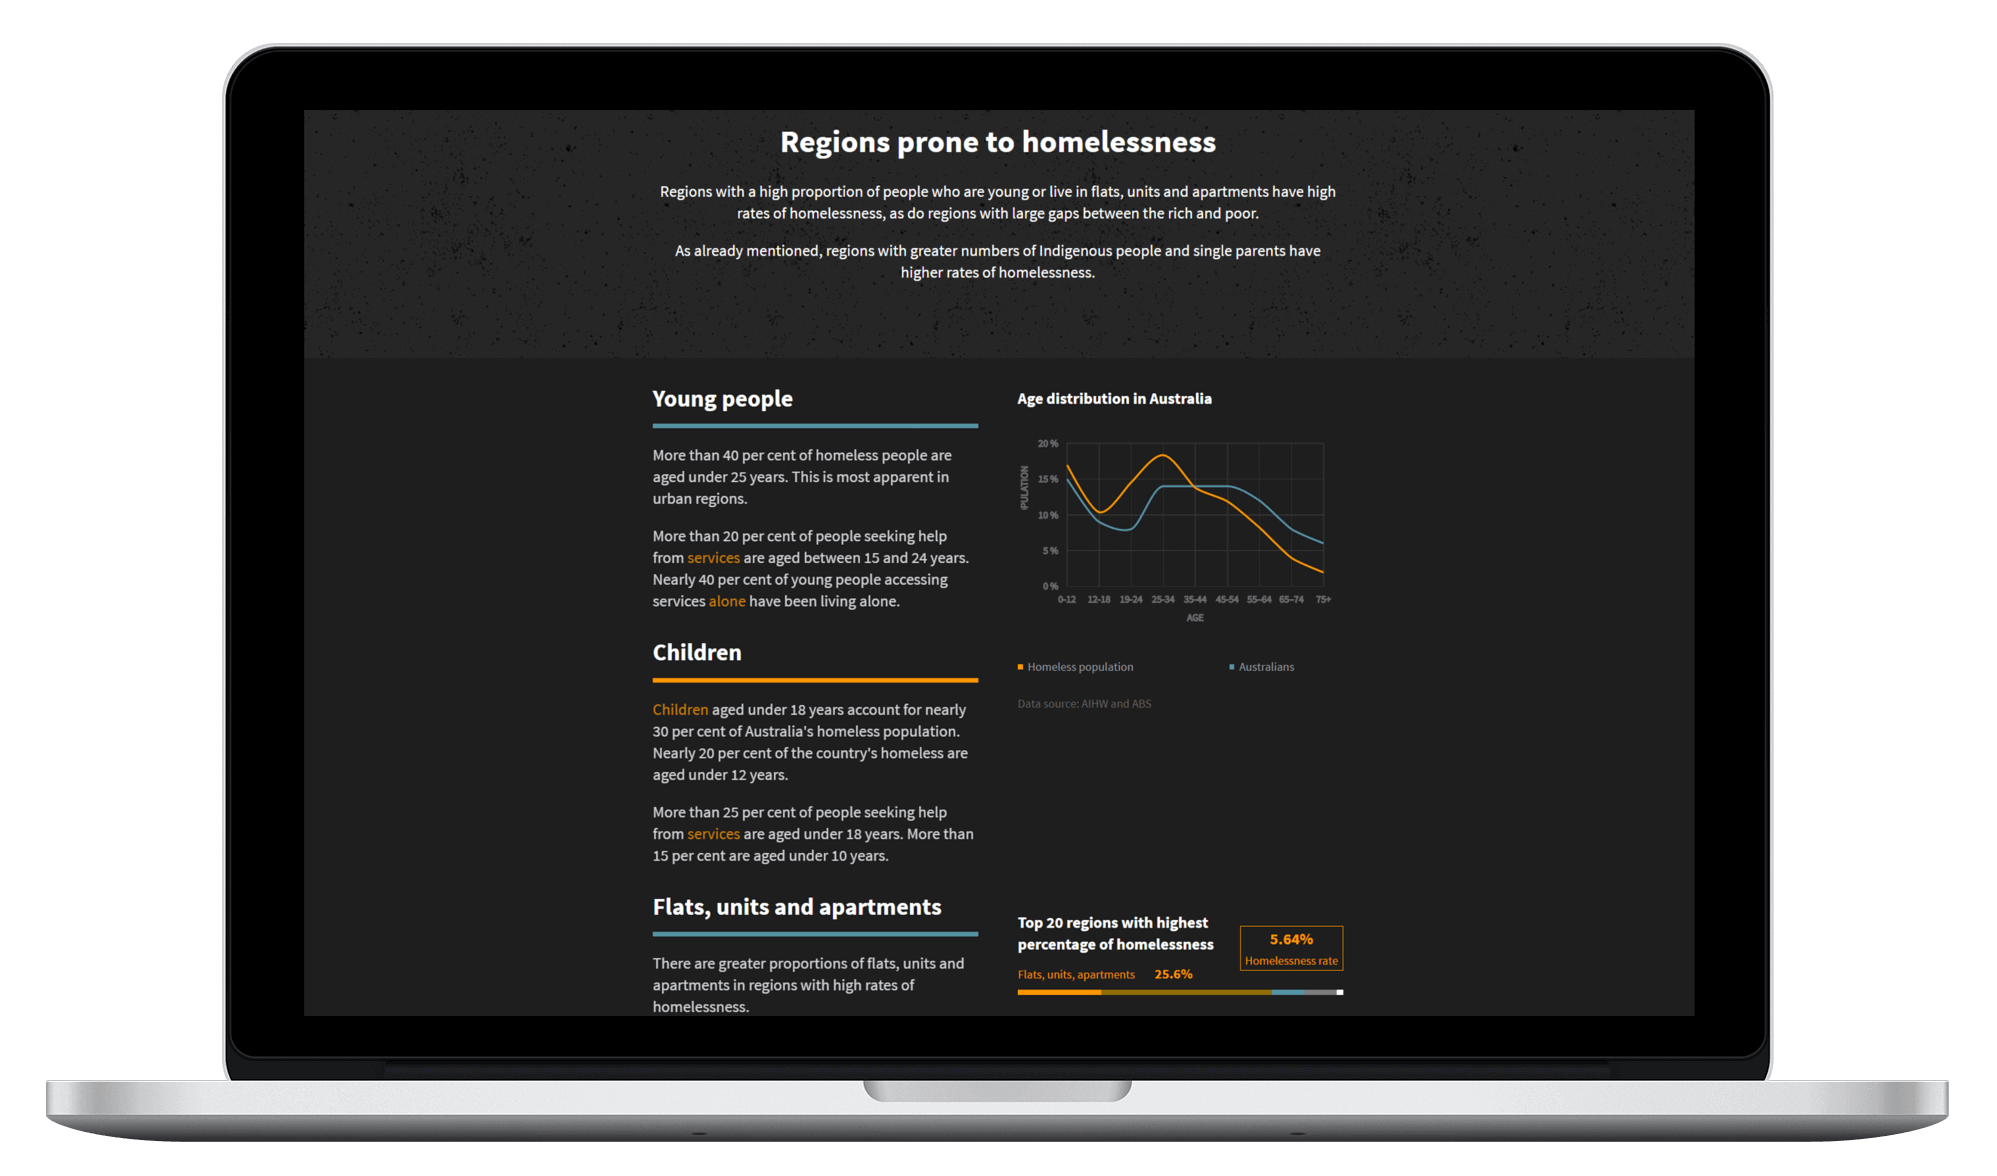 Regions prone to homelessness
Regions with a high proportion of people who are young or live in flats, units and apartments have high
rates of homelessness, as do regions with large gaps between the rich and poor.
As already mentioned, regions with greater numbers of Indigenous people and single parents have
higher rates of homelessness.
Young people
More than 40 per cent of homeless people are
aged under 25 years. This is most apparent in
urban regions.
More than 20 per cent of people seeking help
from services are aged between 15 and 24 years.
Nearly 40 per cent of young people accessing
services alone have been living alone.
Children
Children aged under 18 years account for nearly
30 per cent of Australia's homeless population.
Nearly 20 per cent of the country's homeless are
aged under 12 years.
More than 25 per cent of people seeking help
from services are aged under 18 years. More than
15 per cent are aged under 10 years.
Flats, units and apartments
There are greater proportions of flats, units and
apartments in regions with high rates of
homelessness.
Age distribution in Australia
20 %
15 %
10 %
5 %
0 %
PULATION
0-12 12-18 19-24 25-34 35-44 45-54 55-64 65-74 75+
AGE
Homeless population
Australians
Data source: AIHW and ABS
Top 20 regions with highest
percentage of homelessness
Flats, units, apartments 25.6%
5.64%
Homelessness rate